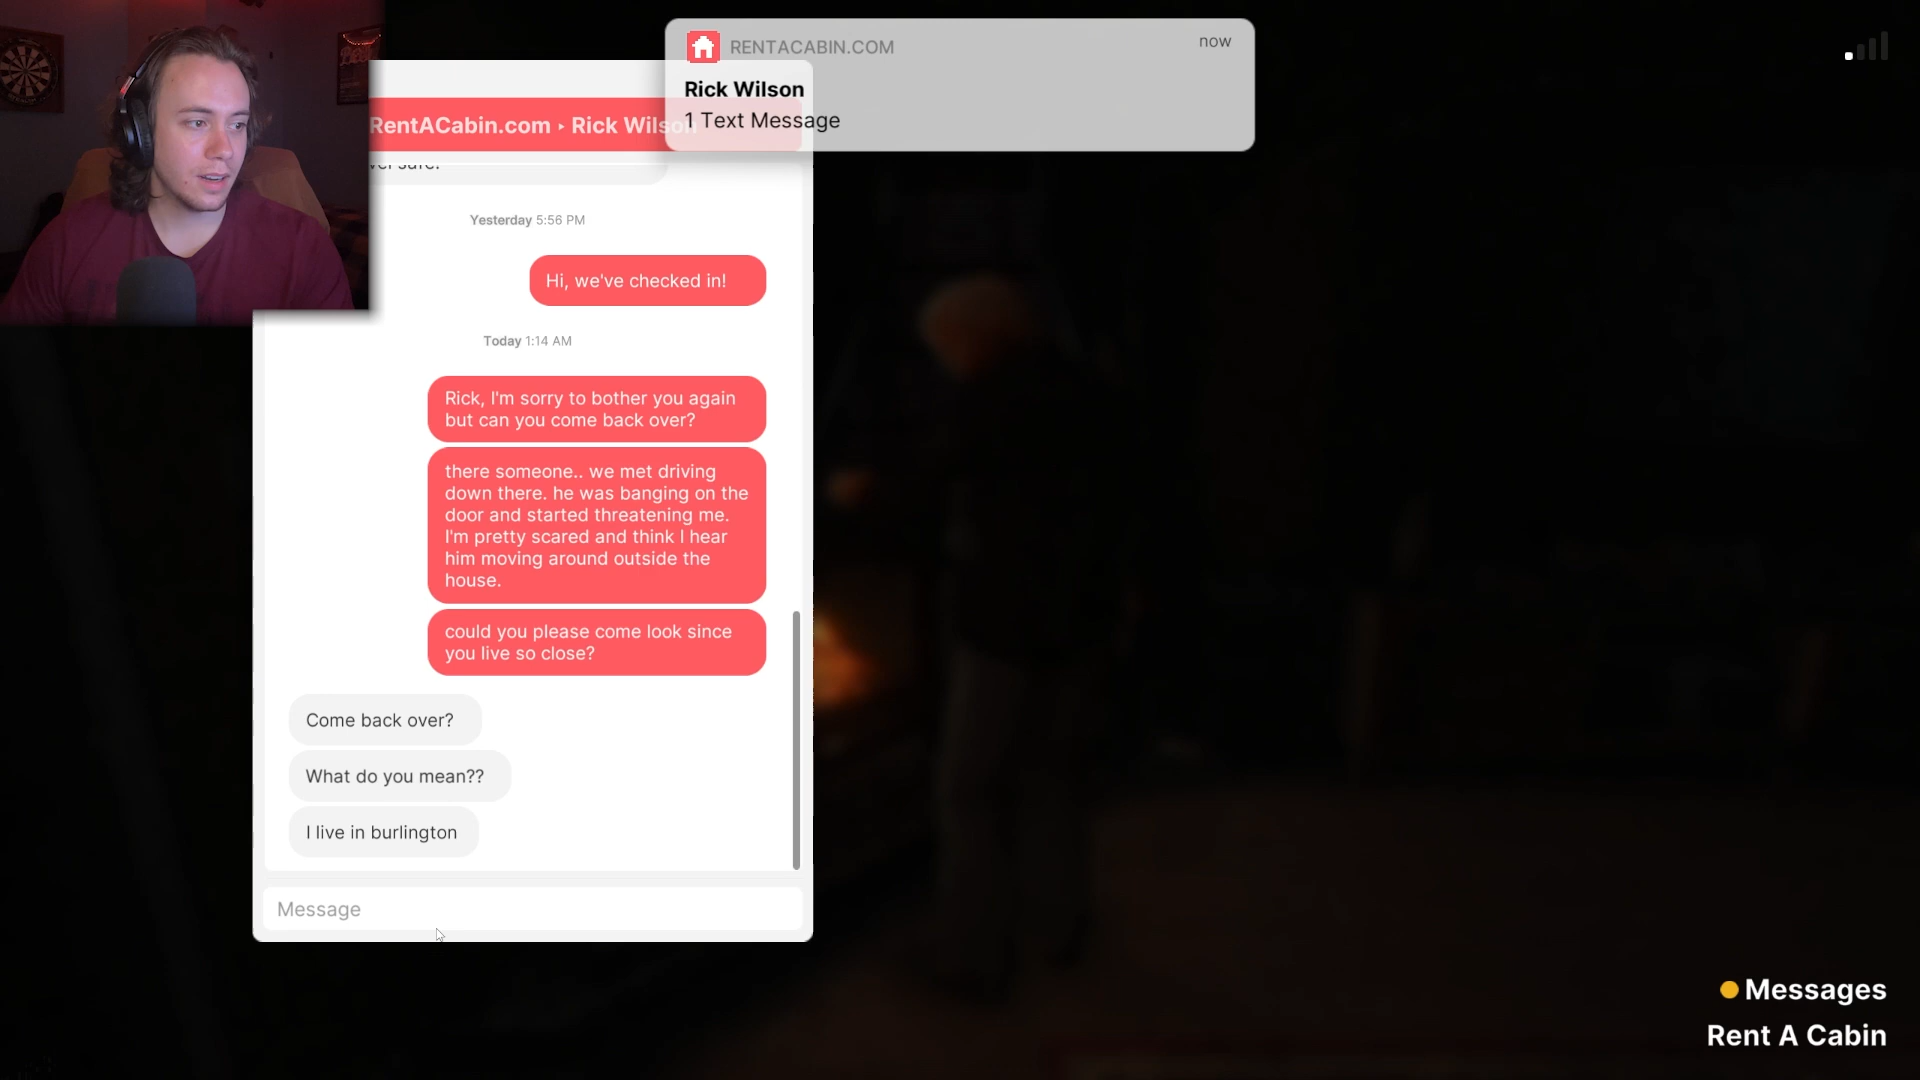 RENTACABIN.COM
now
Rick Wilson
1 Text Message
RentACabin.com ▸ Rick Wilson
safe!
Yesterday 5:56 PM
Hi, we've checked in!
Today 1:14 AM
Rick, I'm sorry to bother you again
but can you come back over?
there someone.. we met driving
down there. he was banging on the
door and started threatening me.
I'm pretty scared and think I hear
him moving around outside the
house.
could you please come look since
you live so close?
Come back over?
What do you mean??
I live in burlington
Message
Messages
Rent A Cabin